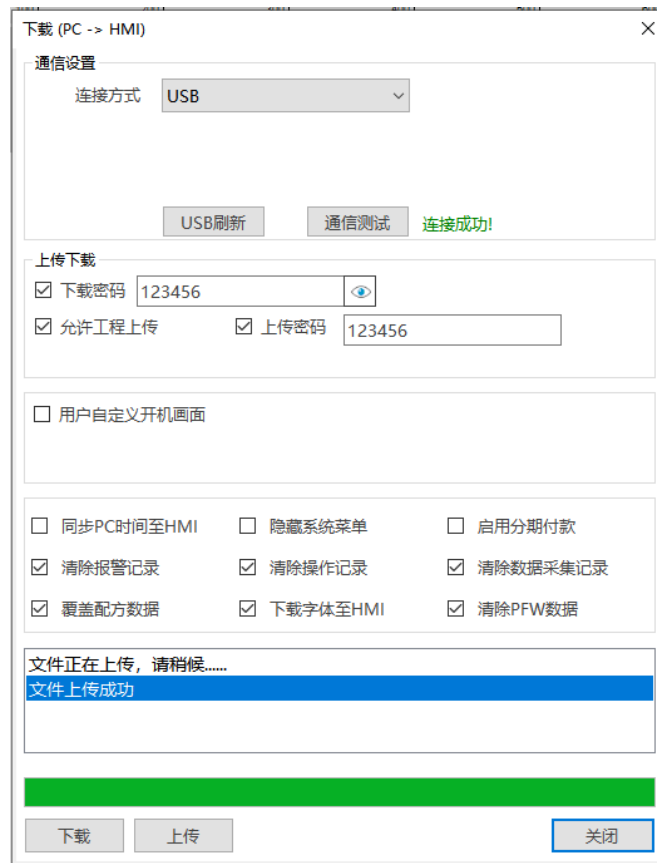 下载 (PC -> HMI)
通信设置
连接方式 USB
USB刷新 通信测试 连接成功!
上传下载
下载密码 123456
允许工程上传 上传密码 123456
用户自定义开机画面
同步PC时间至HMI 隐藏系统菜单 启用分期付款
清除报警记录 清除操作记录 清除数据采集记录
覆盖配方数据 下载字体至HMI 清除PFW数据
文件正在上传，请稍候......
文件上传成功
下载 上传 关闭